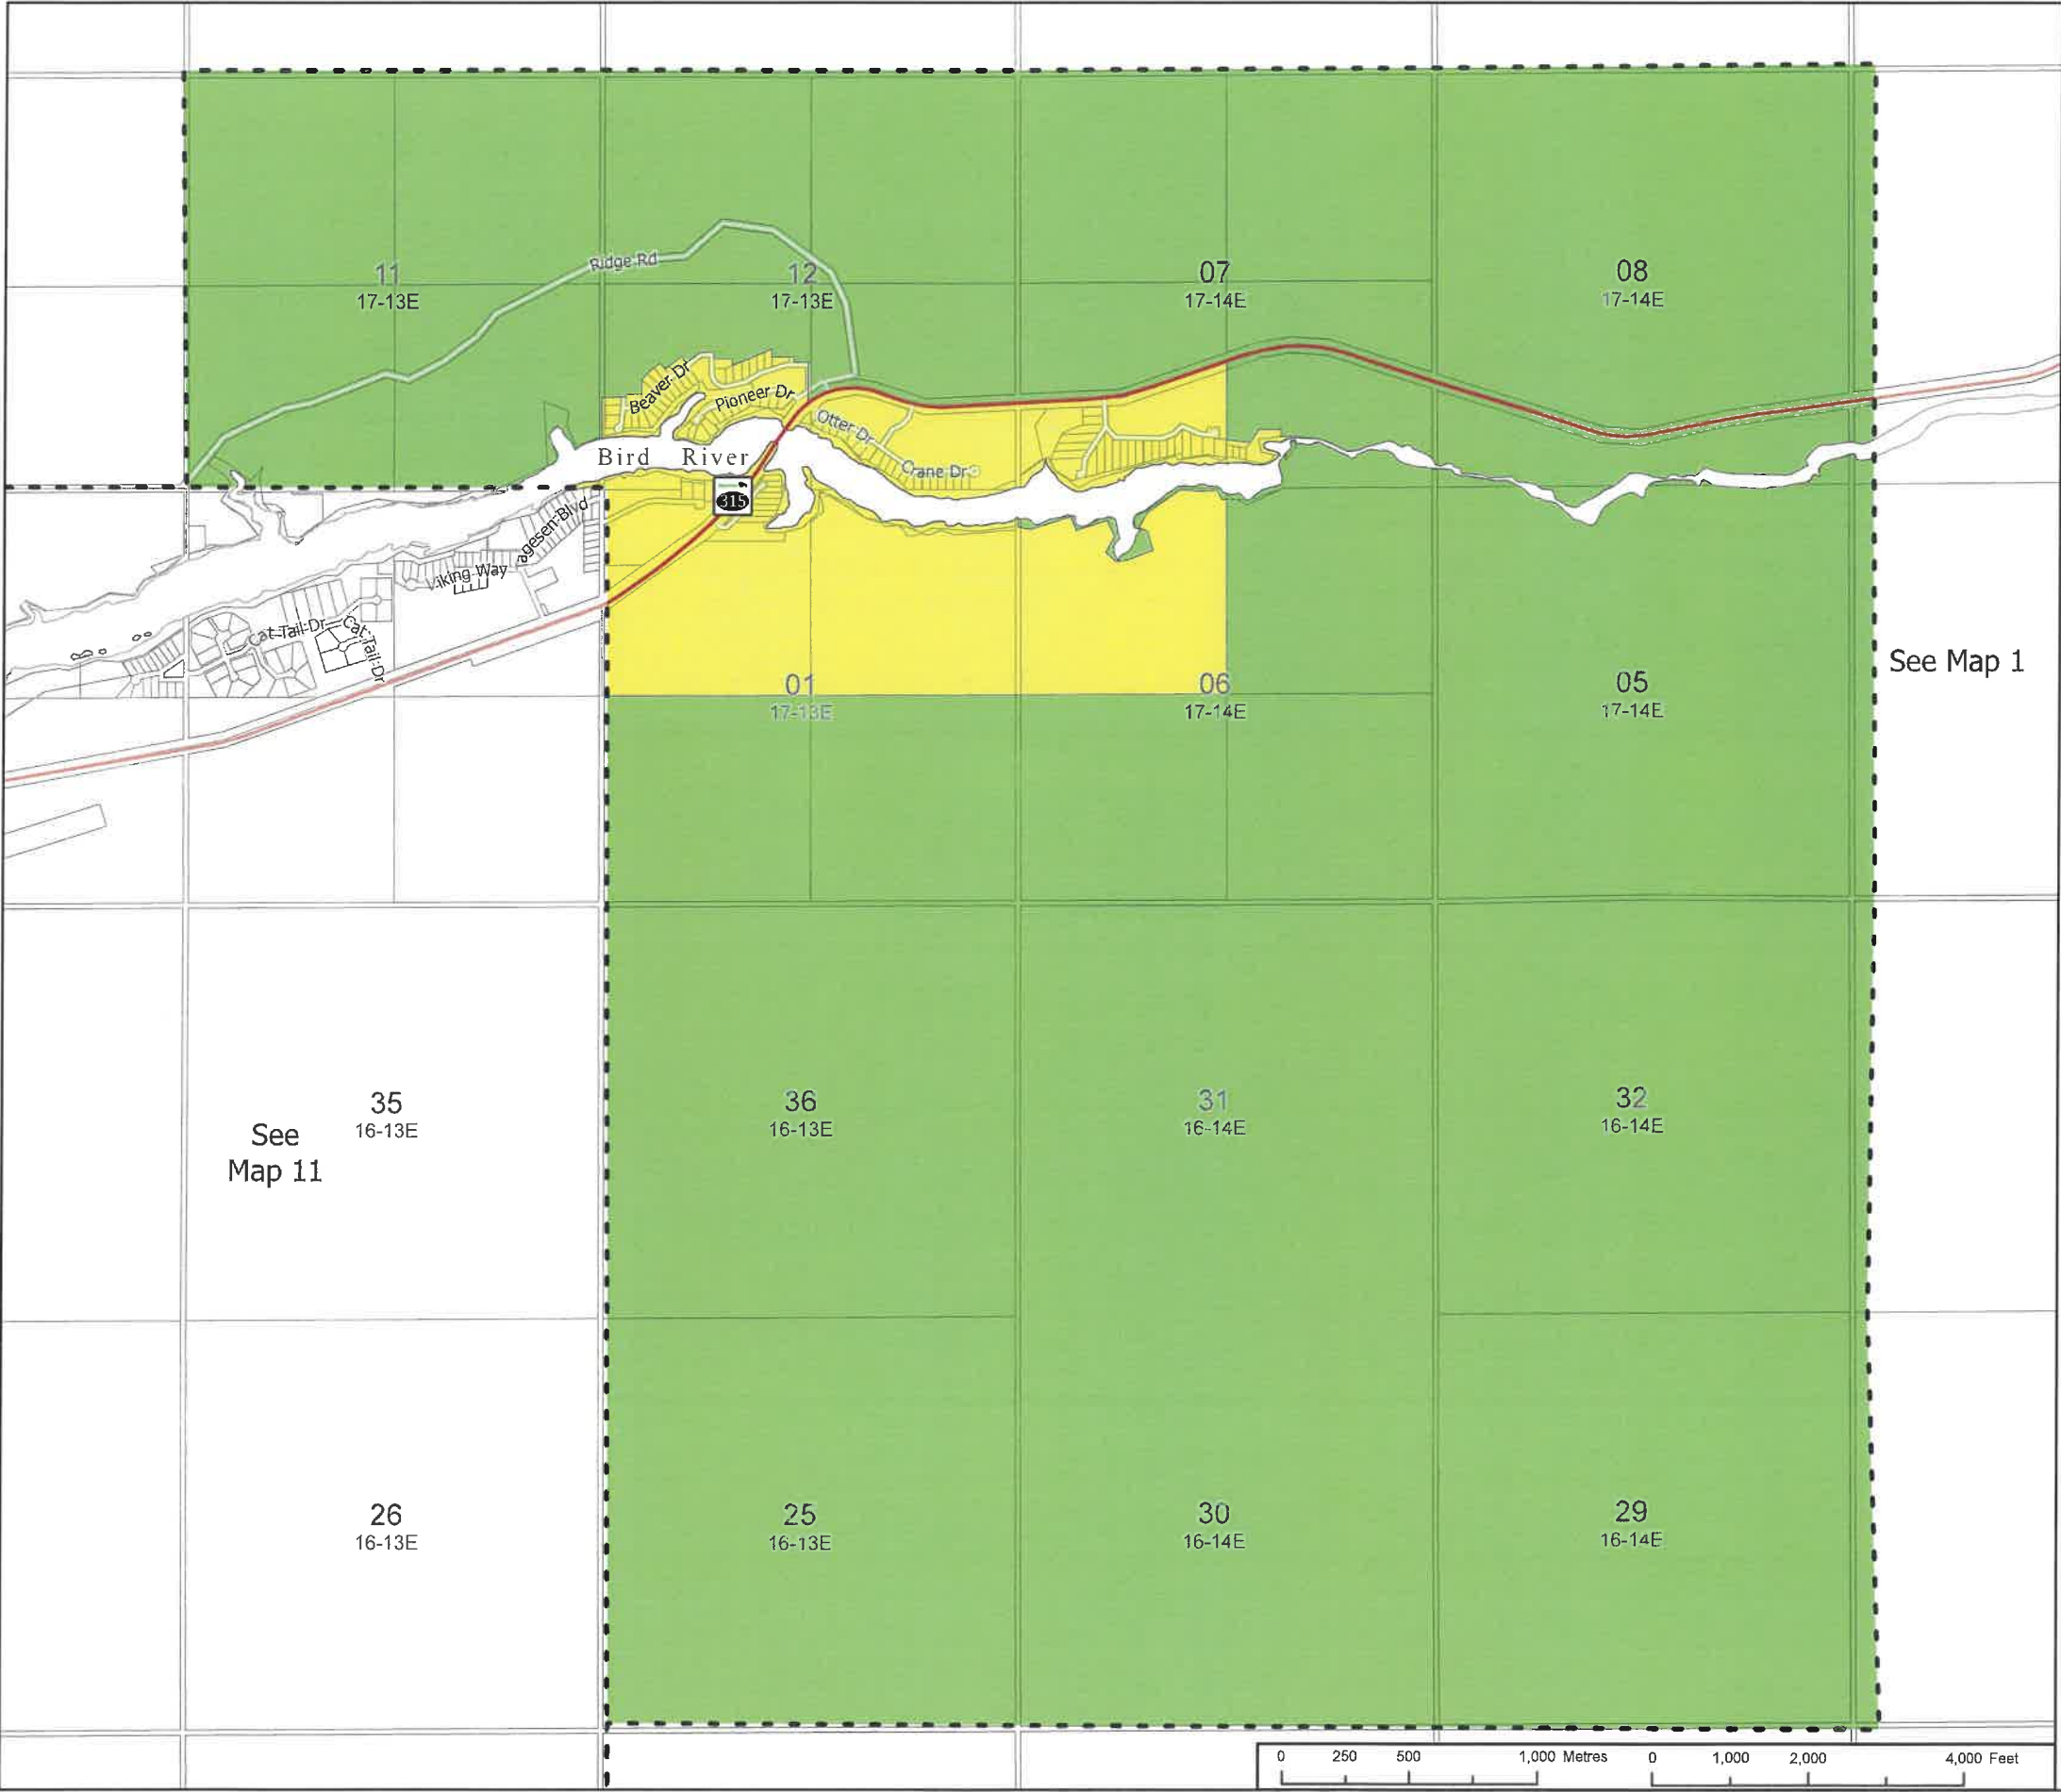 11
17-13E
Ridge Rd
12
17-13E
07
17-14E
08
17-14E
Beaver Dr
Pioneer Dr
Otter Dr
Crane Dr
Bird River
315
Viking Way
Cat Tail Dr
Cat Tail Dr
01
17-13E
06
17-14E
05
17-14E
See Map 1
35
16-13E
See
Map 11
36
16-13E
31
16-14E
32
16-14E
26
16-13E
25
16-13E
30
16-14E
29
16-14E
0 250 500 1,000 Metres 0 1,000 2,000 4,000 Feet